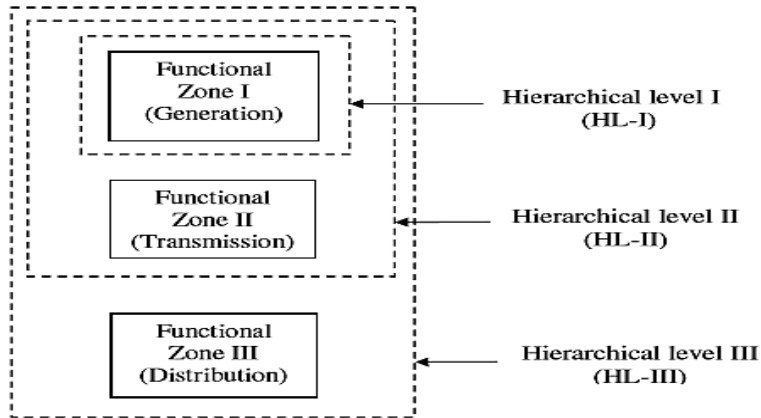 Functional
Zone I
(Generation)
Hierarchical level I
(HL-I)
Functional
Zone II
(Transmission)
Hierarchical level II
(HL-II)
Functional
Zone III
(Distribution)
Hierarchical level III
(HL-III)